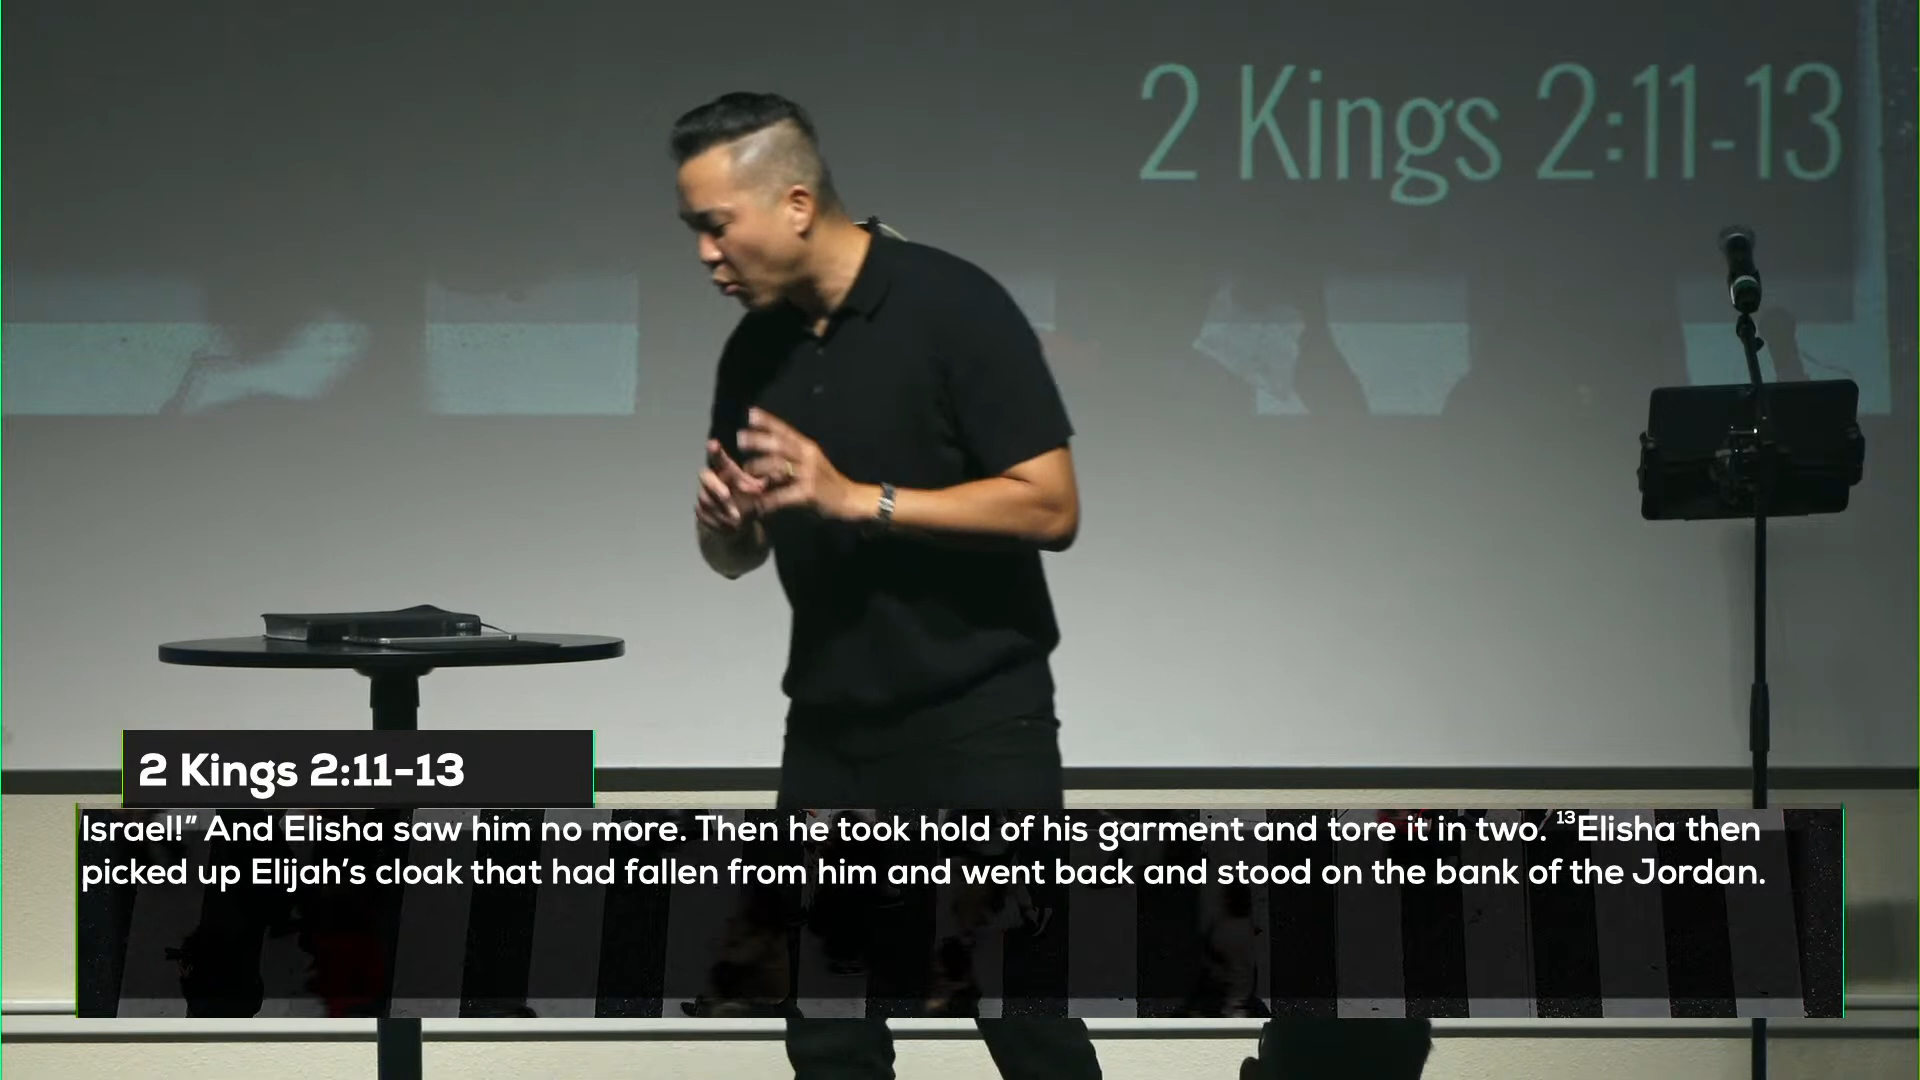 2 Kings 2:11-13
2 Kings 2:11-13
Israel!” And Elisha saw him no more. Then he took hold of his garment and tore it in two. ¹³Elisha then
picked up Elijah’s cloak that had fallen from him and went back and stood on the bank of the Jordan.